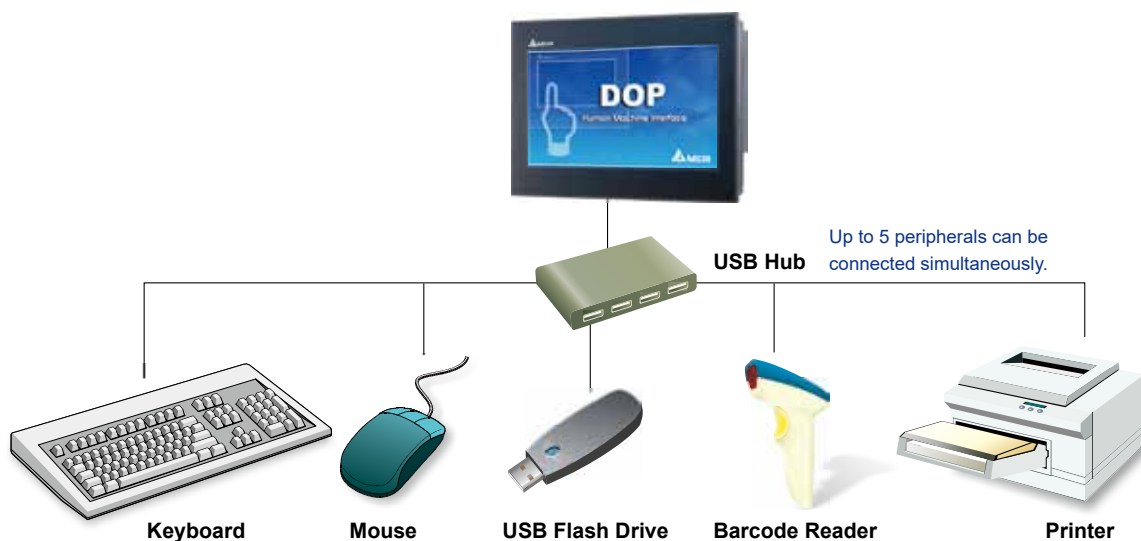 DOP
Human Machine Interface
USB Hub
Up to 5 peripherals can be
connected simultaneously.
Keyboard
Mouse
USB Flash Drive
Barcode Reader
Printer